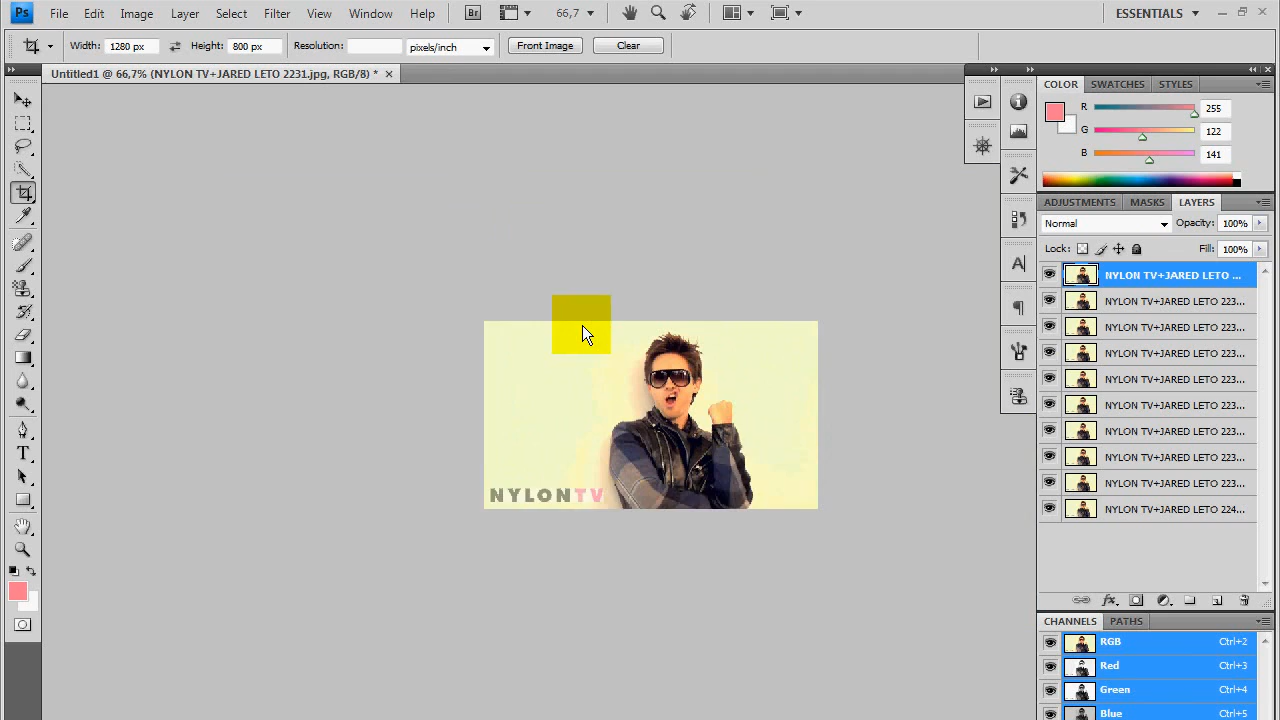 Ps File Edit Image Layer Select Filter View Window Help Br 66,7 ESSENTIALS
Width: 1280 px Height: 800 px Resolution: pixels/inch Front Image Clear
Untitled1 @ 66,7% (NYLON TV+JARED LETO 2231.jpg, RGB/8) *
COLOR SWATCHES STYLES
R 255
G 122
B 141
ADJUSTMENTS MASKS LAYERS
Normal Opacity: 100%
Lock: Fill: 100%
NYLON TV+JARED LETO ...
NYLON TV+JARED LETO 223...
NYLON TV+JARED LETO 223...
NYLON TV+JARED LETO 223...
NYLON TV+JARED LETO 223...
NYLON TV+JARED LETO 223...
NYLON TV+JARED LETO 223...
NYLON TV+JARED LETO 223...
NYLON TV+JARED LETO 223...
NYLON TV+JARED LETO 224...
NYLONTV
CHANNELS PATHS
RGB Ctrl+2
Red Ctrl+3
Green Ctrl+4
Blue Ctrl+5